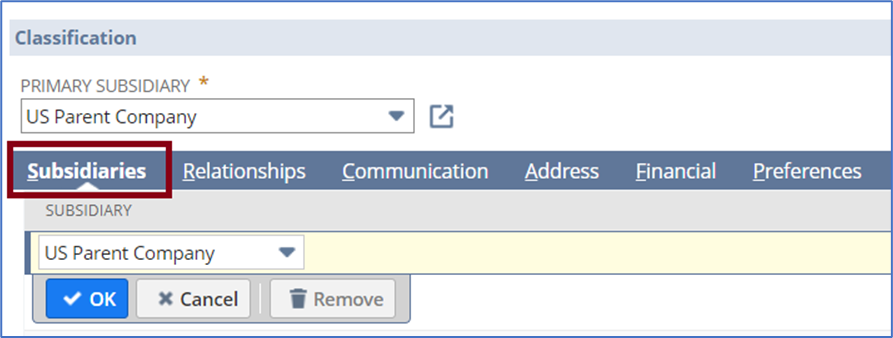 Classification
PRIMARY SUBSIDIARY *
US Parent Company
Subsidiaries Relationships Communication Address Financial Preferences
SUBSIDIARY
US Parent Company
OK Cancel Remove